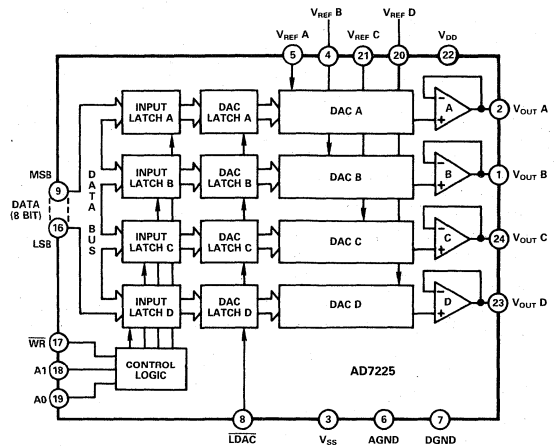 V_REF B V_REF D
V_REF A V_REF C V_DD
5 4 21 20 22
INPUT LATCH A
DAC LATCH A
DAC A
- + A
2 V_OUT A
INPUT LATCH B
DAC LATCH B
DAC B
- + B
1 V_OUT B
MSB
9
DATA (8 BIT)
16
LSB
DATA BUS
INPUT LATCH C
DAC LATCH C
DAC C
- + C
24 V_OUT C
INPUT LATCH D
DAC LATCH D
DAC D
- + D
23 V_OUT D
W̅R̅ 17
A1 18
A0 19
CONTROL LOGIC
AD7225
8 3 6 7
L̅D̅A̅C̅ V_SS AGND DGND